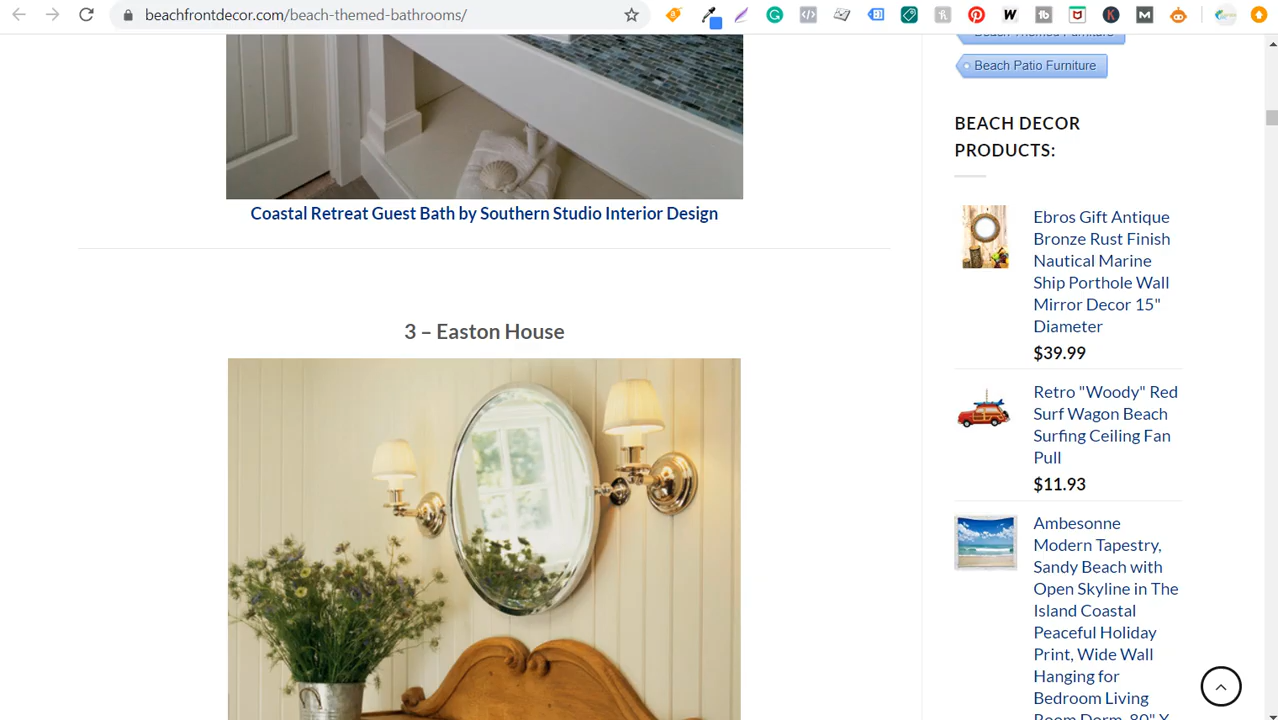 beachfrontdecor.com/beach-themed-bathrooms/
Beach Patio Furniture
Coastal Retreat Guest Bath by Southern Studio Interior Design
3 – Easton House
BEACH DECOR
PRODUCTS:
Ebros Gift Antique
Bronze Rust Finish
Nautical Marine
Ship Porthole Wall
Mirror Decor 15"
Diameter
$39.99
Retro "Woody" Red
Surf Wagon Beach
Surfing Ceiling Fan
Pull
$11.93
Ambesonne
Modern Tapestry,
Sandy Beach with
Open Skyline in The
Island Coastal
Peaceful Holiday
Print, Wide Wall
Hanging for
Bedroom Living
Room Dorm, 80" X